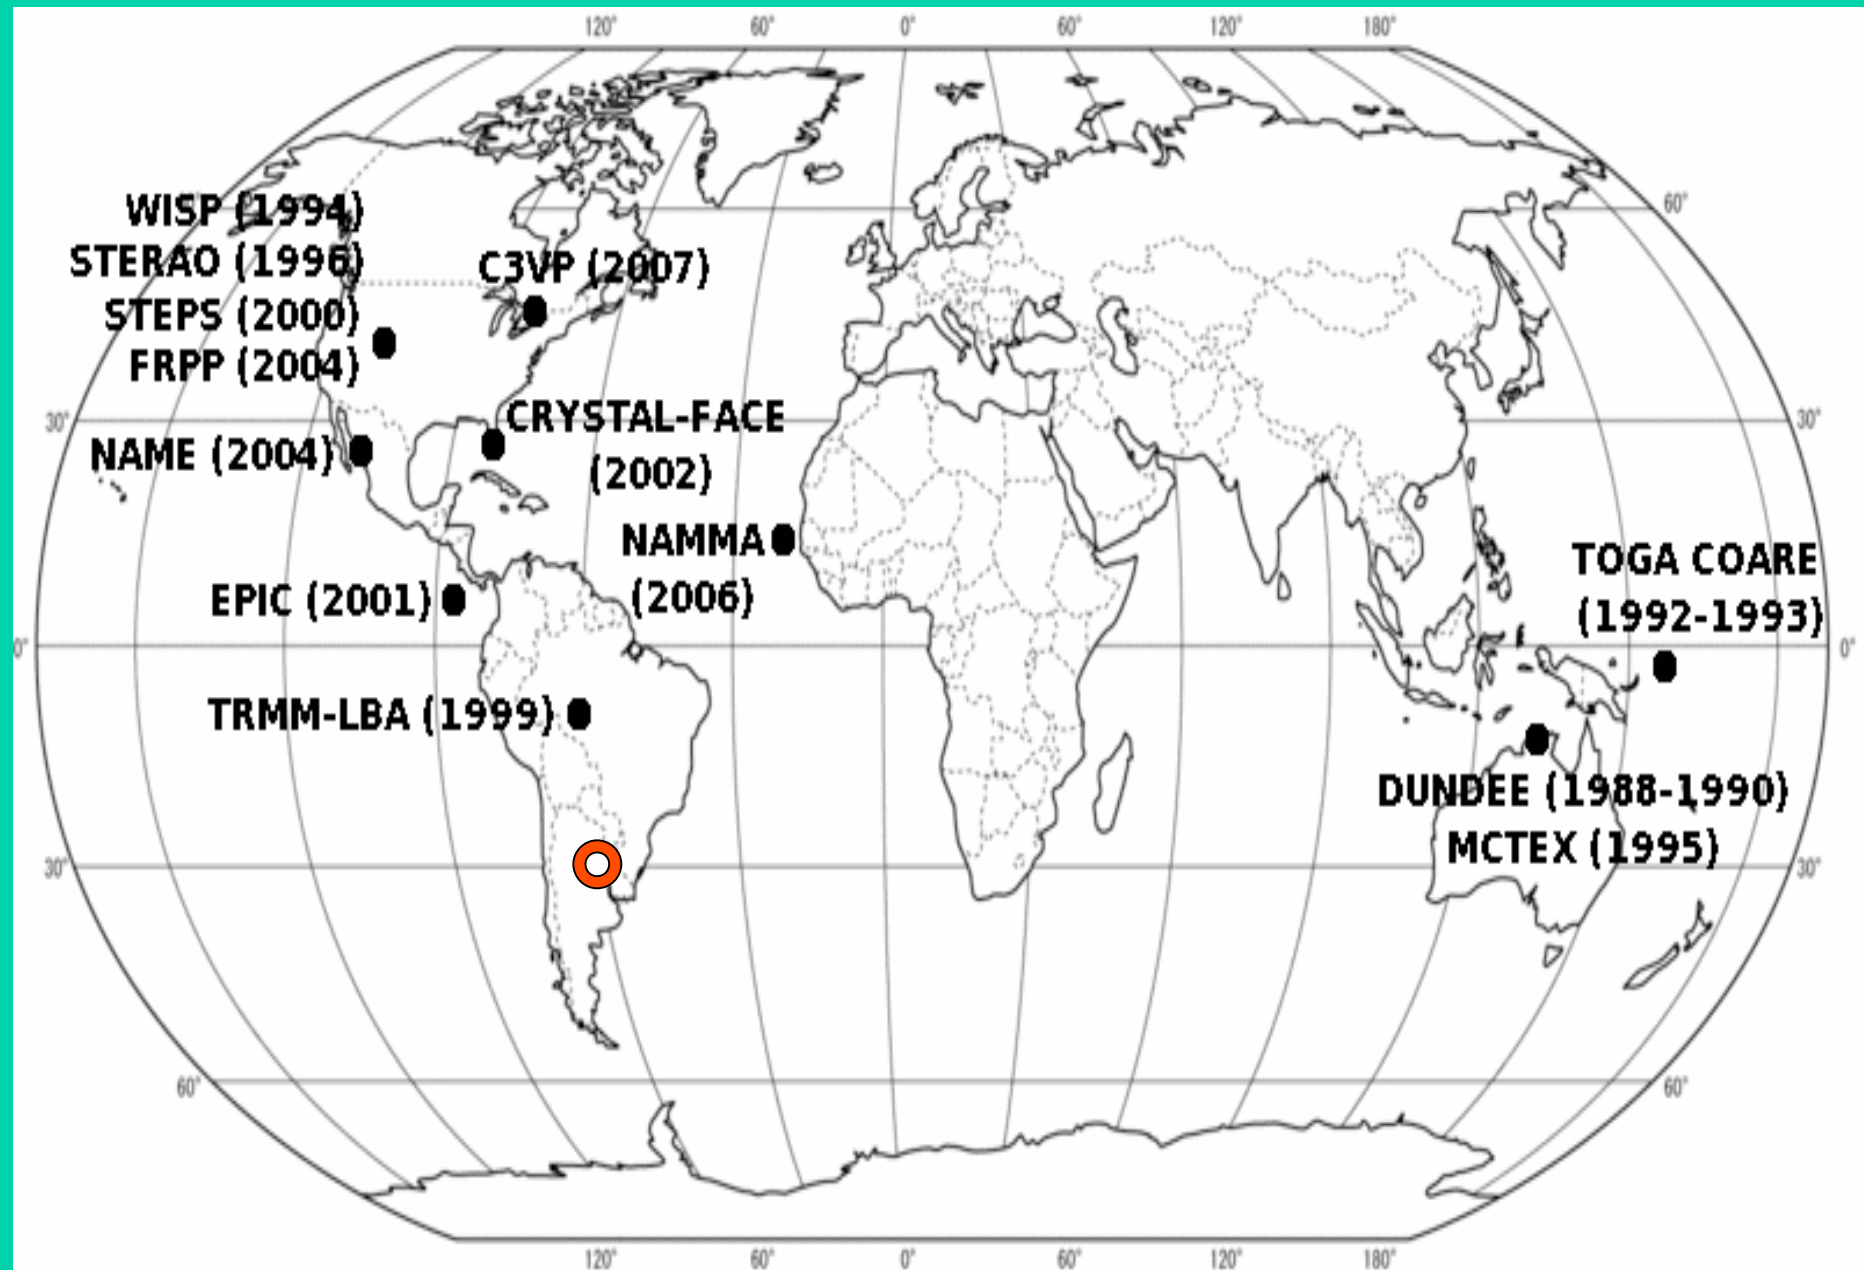 120° 60° 0° 60° 120° 180°
WISP (1994)
STERAO (1996)
STEPS (2000)
FRPP (2004)
C3VP (2007)
60°
30°
30°
NAME (2004)
CRYSTAL-FACE
(2002)
NAMMA
(2006)
EPIC (2001)
TOGA COARE
(1992-1993)
0°
0°
TRMM-LBA (1999)
DUNDEE (1988-1990)
MCTEX (1995)
30°
30°
60°
60°
120° 60° 0° 60° 120° 180°